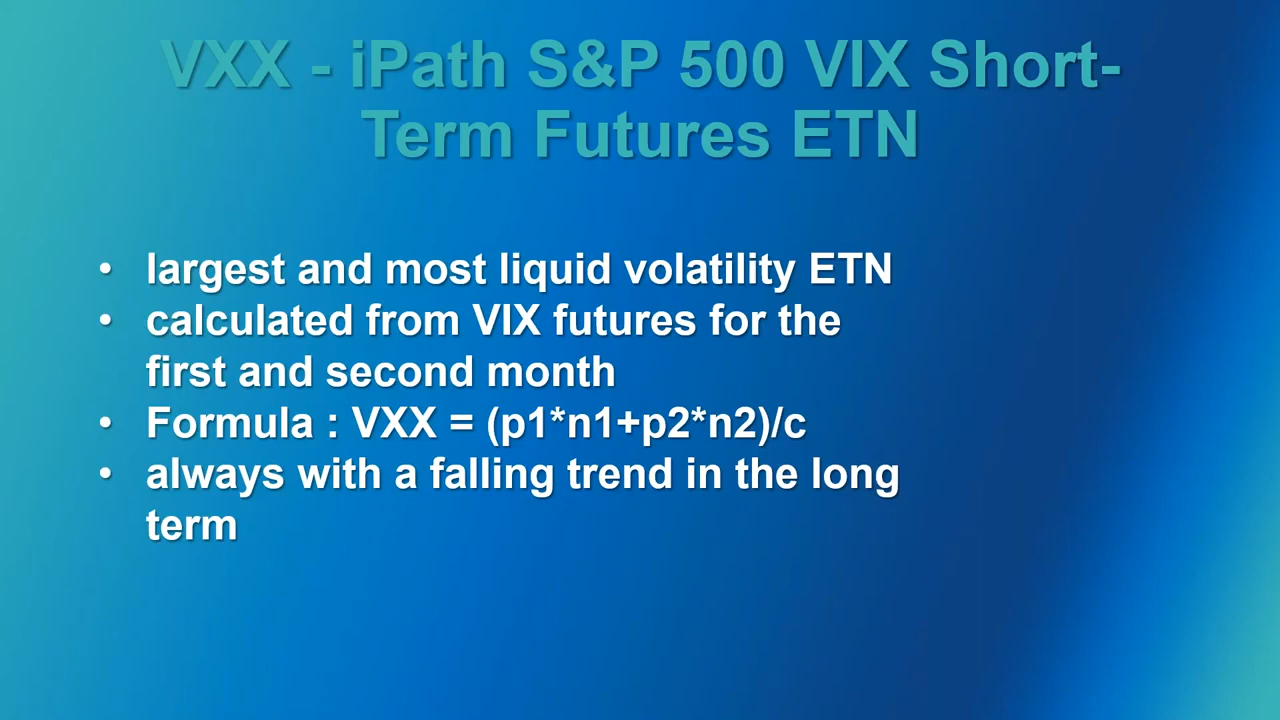 VXX - iPath S&P 500 VIX Short-
Term Futures ETN
• largest and most liquid volatility ETN
• calculated from VIX futures for the
first and second month
• Formula : VXX = (p1*n1+p2*n2)/c
• always with a falling trend in the long
term